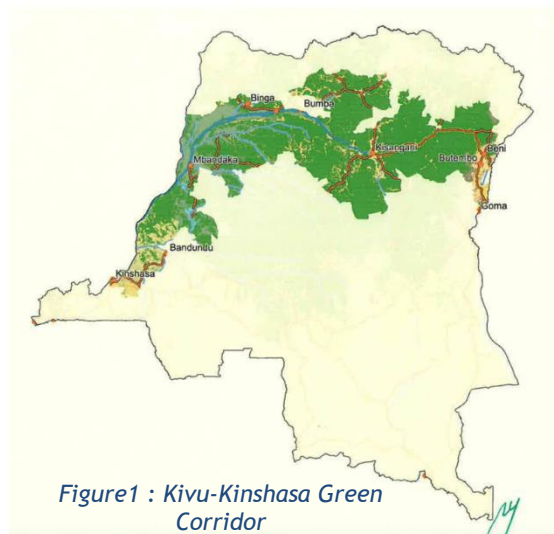 Binga
Bumba
Kisangani
Beni
Butembo
Mbandaka
Goma
Bandundu
Kinshasa
Figure1 : Kivu-Kinshasa Green
Corridor